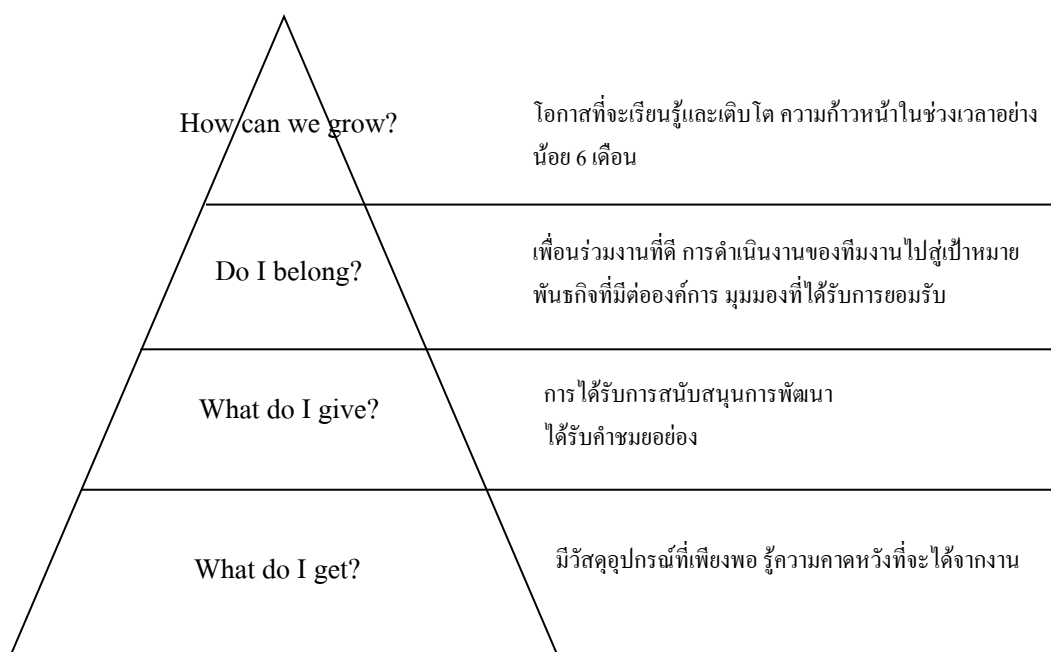 How can we grow?
โอกาสที่จะเรียนรู้และเติบโต ความก้าวหน้าในช่วงเวลาอย่าง
น้อย 6 เดือน
Do I belong?
เพื่อนร่วมงานที่ดี การดำเนินงานของทีมงานไปสู่เป้าหมาย
พันธกิจที่มีต่อองค์การ มุมมองที่ได้รับการยอมรับ
What do I give?
การได้รับการสนับสนุนการพัฒนา
ได้รับคำชมยอย่อง
What do I get?
มีวัสดุอุปกรณ์ที่เพียงพอ รู้ความคาดหวังที่จะได้จากงาน